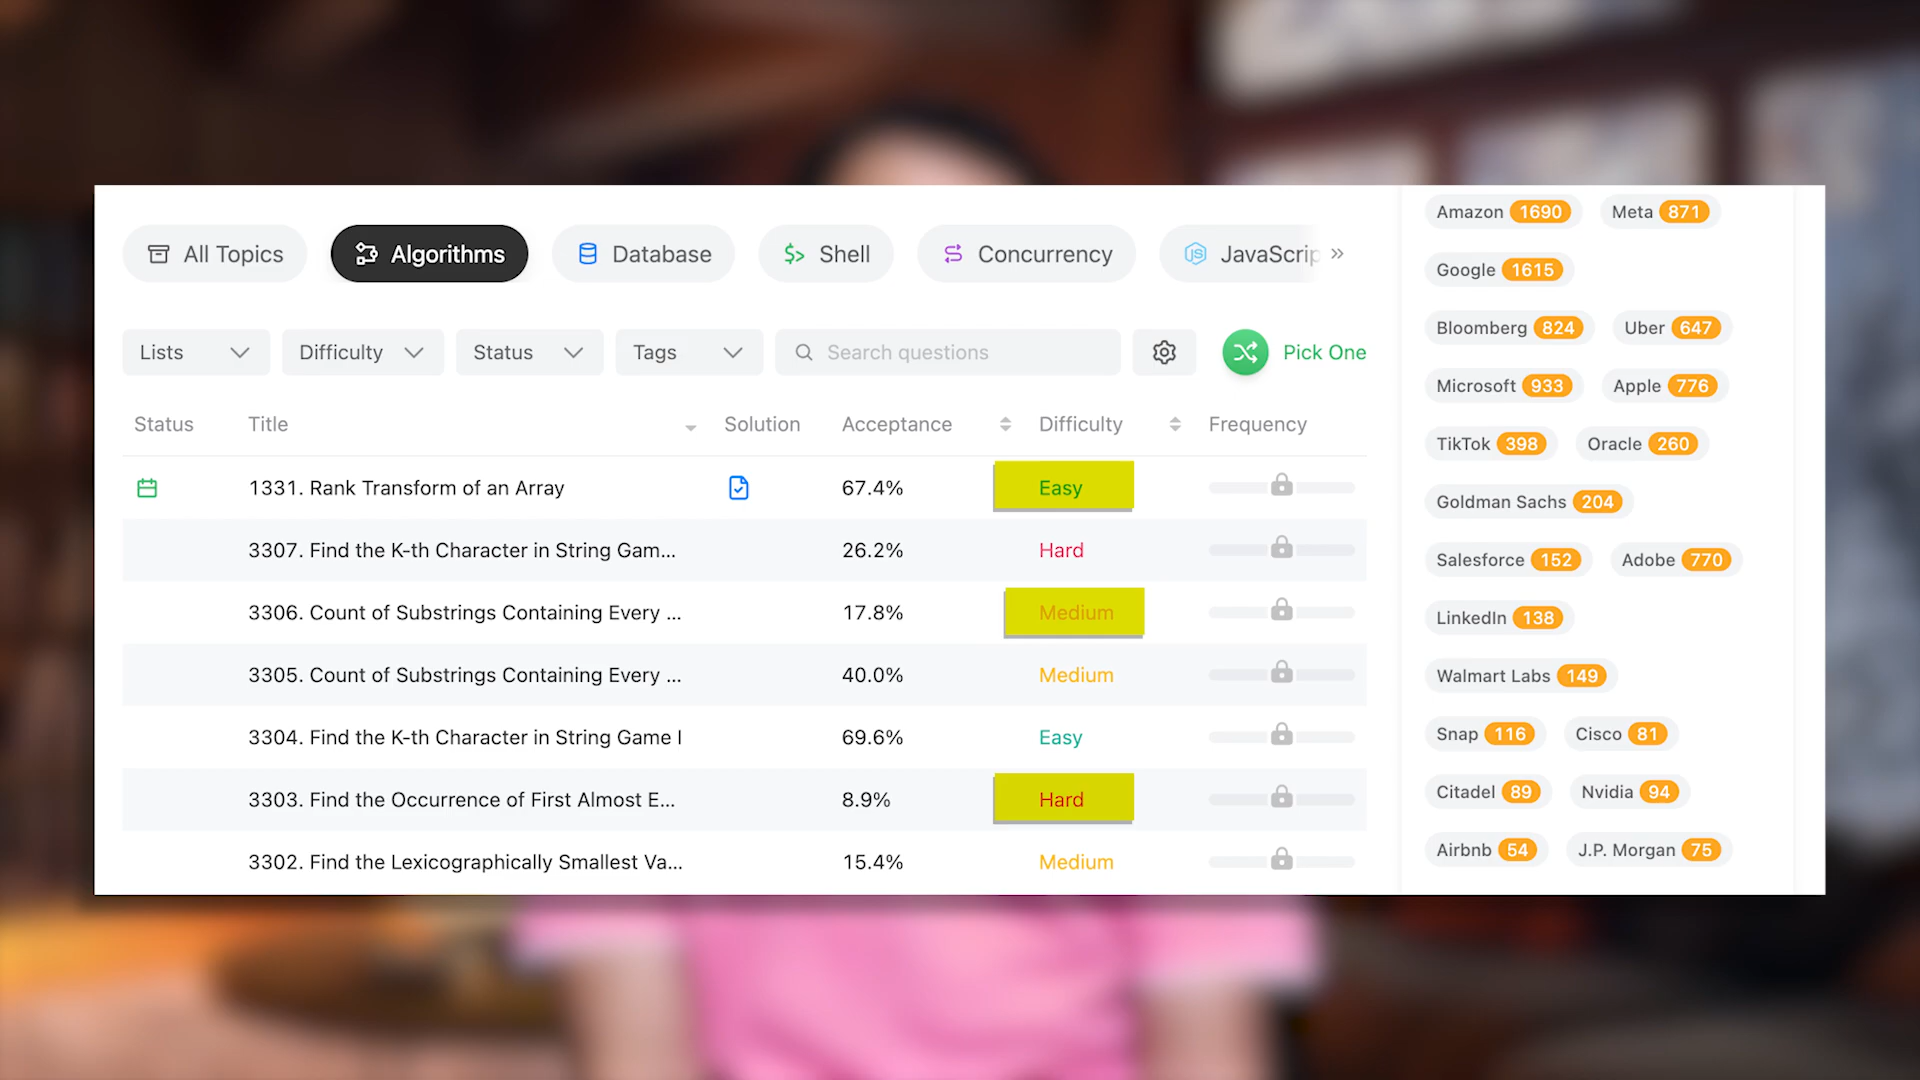 All Topics Algorithms Database $> Shell Concurrency JS JavaScrip »
Lists Difficulty Status Tags Search questions Pick One
Status Title Solution Acceptance Difficulty Frequency
1331. Rank Transform of an Array 67.4% Easy
3307. Find the K-th Character in String Gam... 26.2% Hard
3306. Count of Substrings Containing Every ... 17.8% Medium
3305. Count of Substrings Containing Every ... 40.0% Medium
3304. Find the K-th Character in String Game I 69.6% Easy
3303. Find the Occurrence of First Almost E... 8.9% Hard
3302. Find the Lexicographically Smallest Va... 15.4% Medium
Amazon 1690 Meta 871
Google 1615
Bloomberg 824 Uber 647
Microsoft 933 Apple 776
TikTok 398 Oracle 260
Goldman Sachs 204
Salesforce 152 Adobe 770
LinkedIn 138
Walmart Labs 149
Snap 116 Cisco 81
Citadel 89 Nvidia 94
Airbnb 54 J.P. Morgan 75